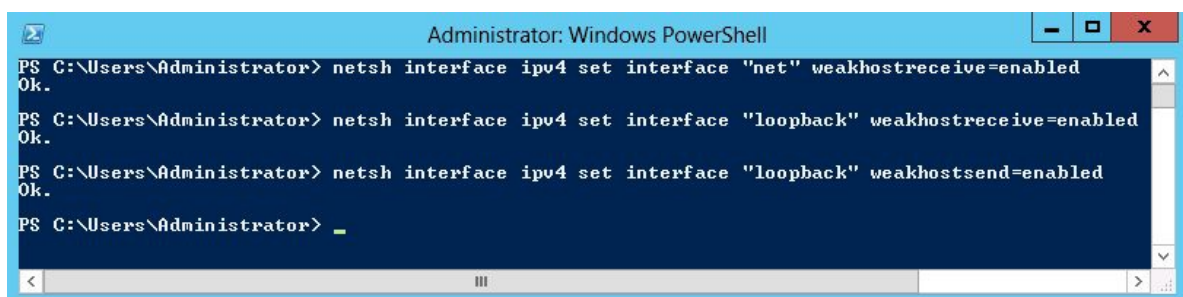 Administrator: Windows PowerShell
PS C:\Users\Administrator> netsh interface ipv4 set interface "net" weakhostreceive=enabled
Ok.
PS C:\Users\Administrator> netsh interface ipv4 set interface "loopback" weakhostreceive=enabled
Ok.
PS C:\Users\Administrator> netsh interface ipv4 set interface "loopback" weakhostsend=enabled
Ok.
PS C:\Users\Administrator> _